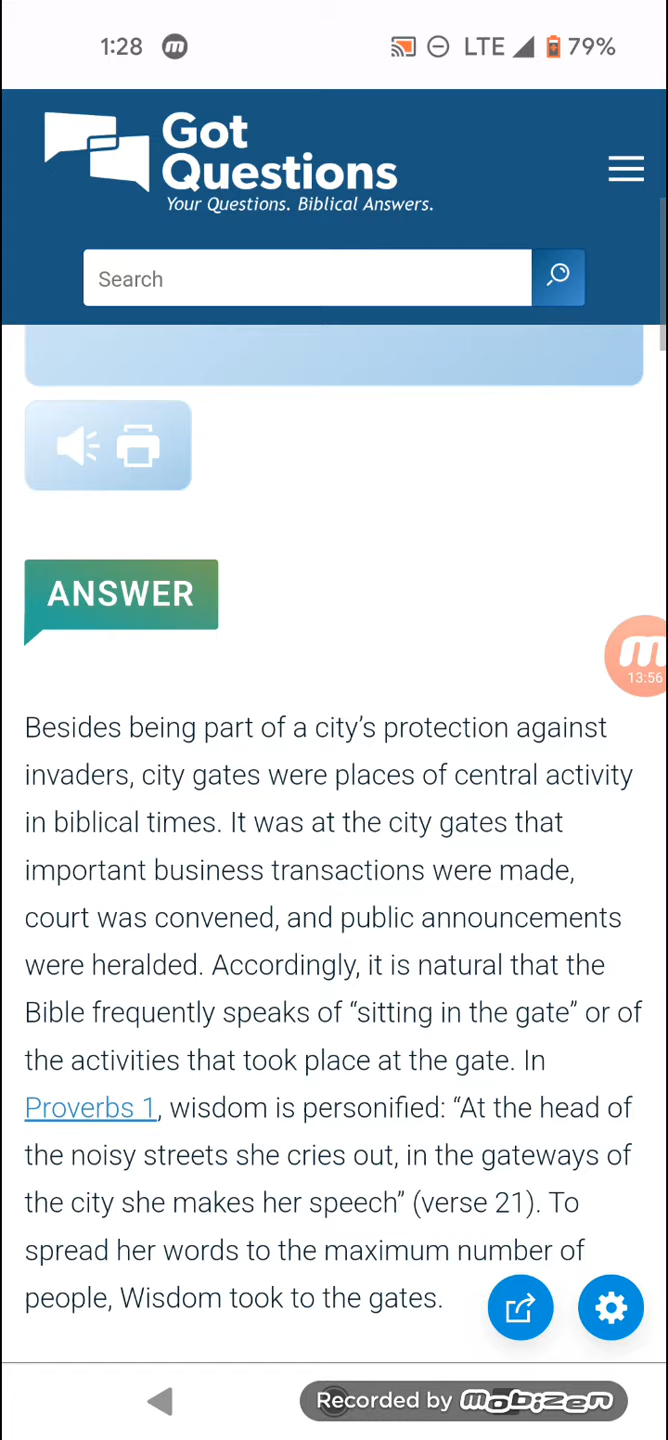 1:28 m LTE 79%
Got
Questions
Your Questions. Biblical Answers.
Search
ANSWER
m
13:56
Besides being part of a city’s protection against
invaders, city gates were places of central activity
in biblical times. It was at the city gates that
important business transactions were made,
court was convened, and public announcements
were heralded. Accordingly, it is natural that the
Bible frequently speaks of “sitting in the gate” or of
the activities that took place at the gate. In
Proverbs 1, wisdom is personified: “At the head of
the noisy streets she cries out, in the gateways of
the city she makes her speech” (verse 21). To
spread her words to the maximum number of
people, Wisdom took to the gates.
Recorded by mobizen